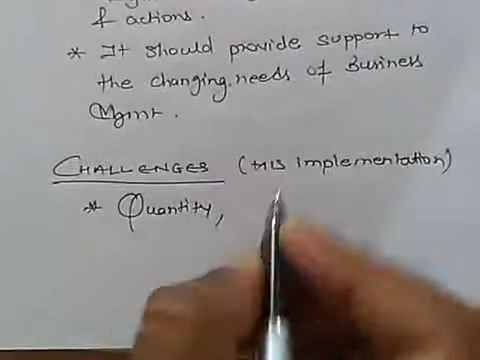 & actions.
* It should provide support to
the changing needs of Business
Mgmt.
CHALLENGES (MIS implementation)
* Quantity,